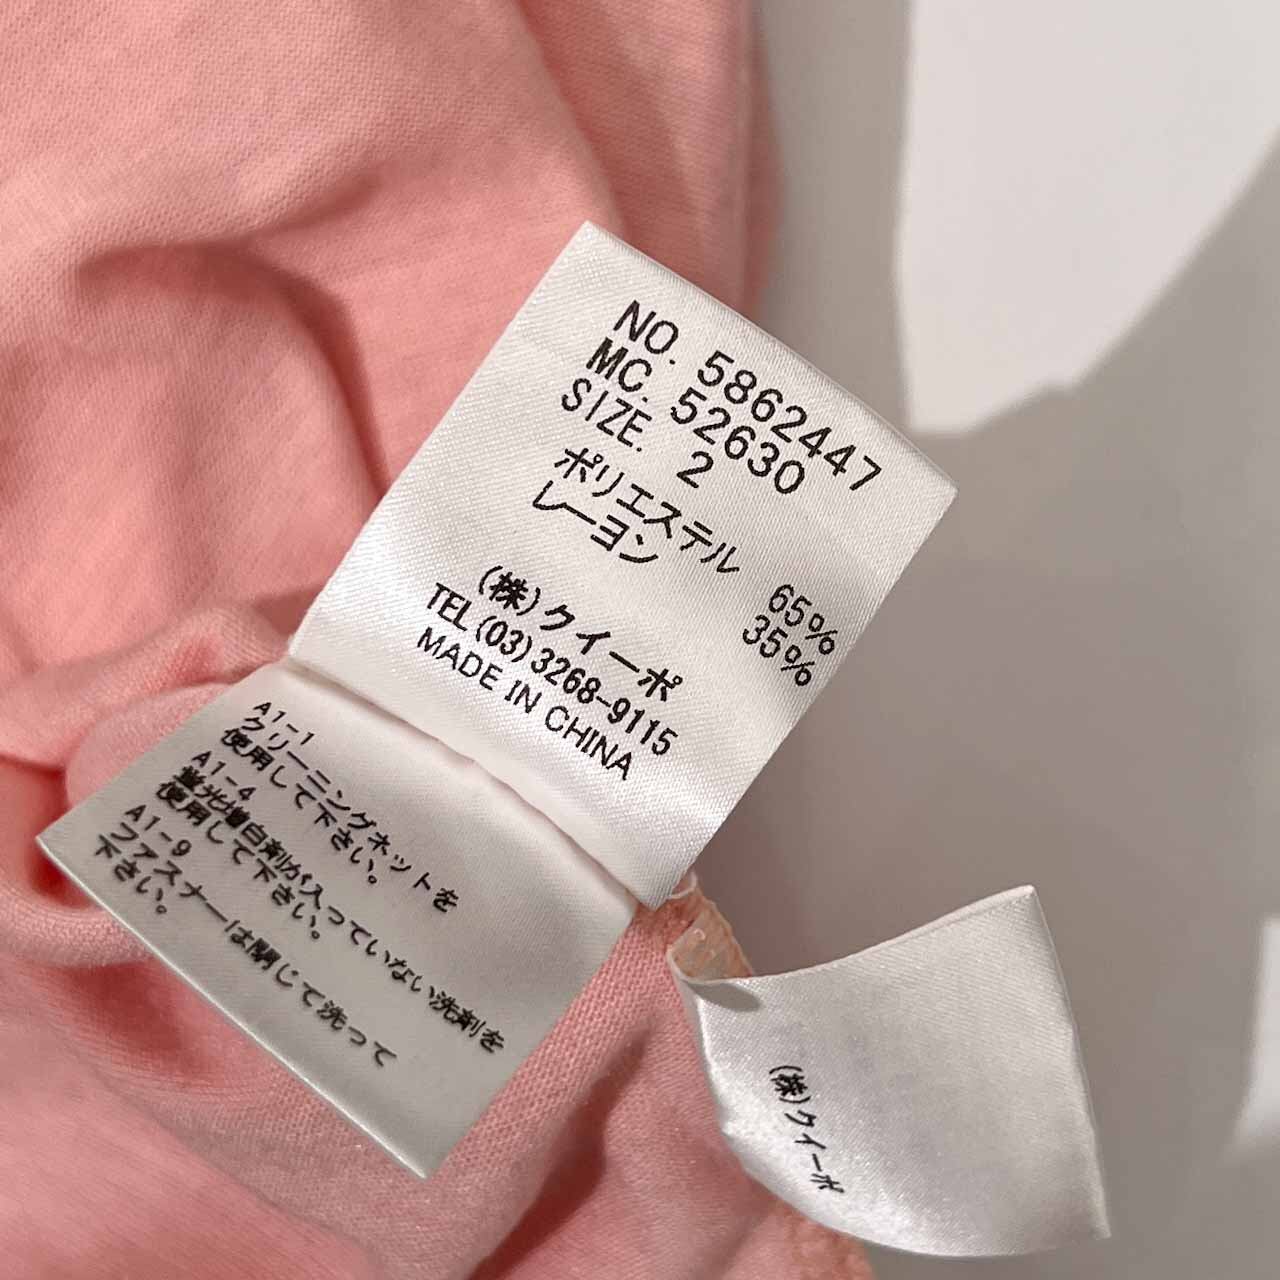 NO. 5862447
MC. 52630
SIZE. 2
ポリエステル 65%
レーヨン 35%
(株)クイーポ
TEL(03)3268-9115
MADE IN CHINA
A1-1
クリーニングネットを
使用して下さい。
A1-4
蛍光増白剤が入っていない洗剤を
使用して下さい。
A1-9
ファスナーは閉じて洗って
下さい。
(株)クイーポ